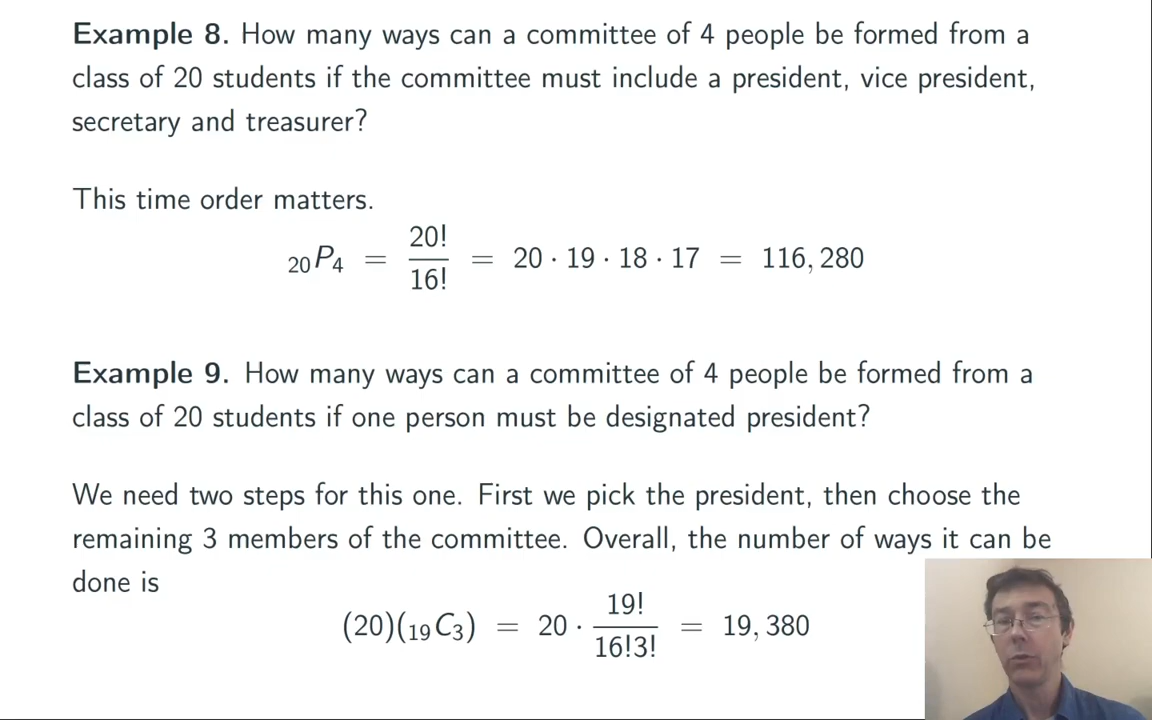 Example 8. How many ways can a committee of 4 people be formed from a
class of 20 students if the committee must include a president, vice president,
secretary and treasurer?
This time order matters.
₂₀P₄ = 20!/16! = 20 · 19 · 18 · 17 = 116, 280
Example 9. How many ways can a committee of 4 people be formed from a
class of 20 students if one person must be designated president?
We need two steps for this one. First we pick the president, then choose the
remaining 3 members of the committee. Overall, the number of ways it can be
done is
(20)(₁₉C₃) = 20 · 19!/16!3! = 19, 380